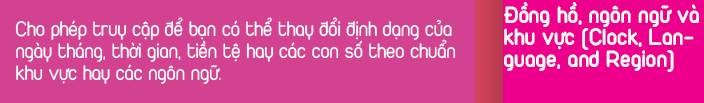 Cho phép truy cập để bạn có thể thay đổi định dạng của
ngày tháng, thời gian, tiền tệ hay các con số theo chuẩn
khu vực hay các ngôn ngữ.
Đồng hồ, ngôn ngữ và
khu vực (Clock, Lan-
guage, and Region)